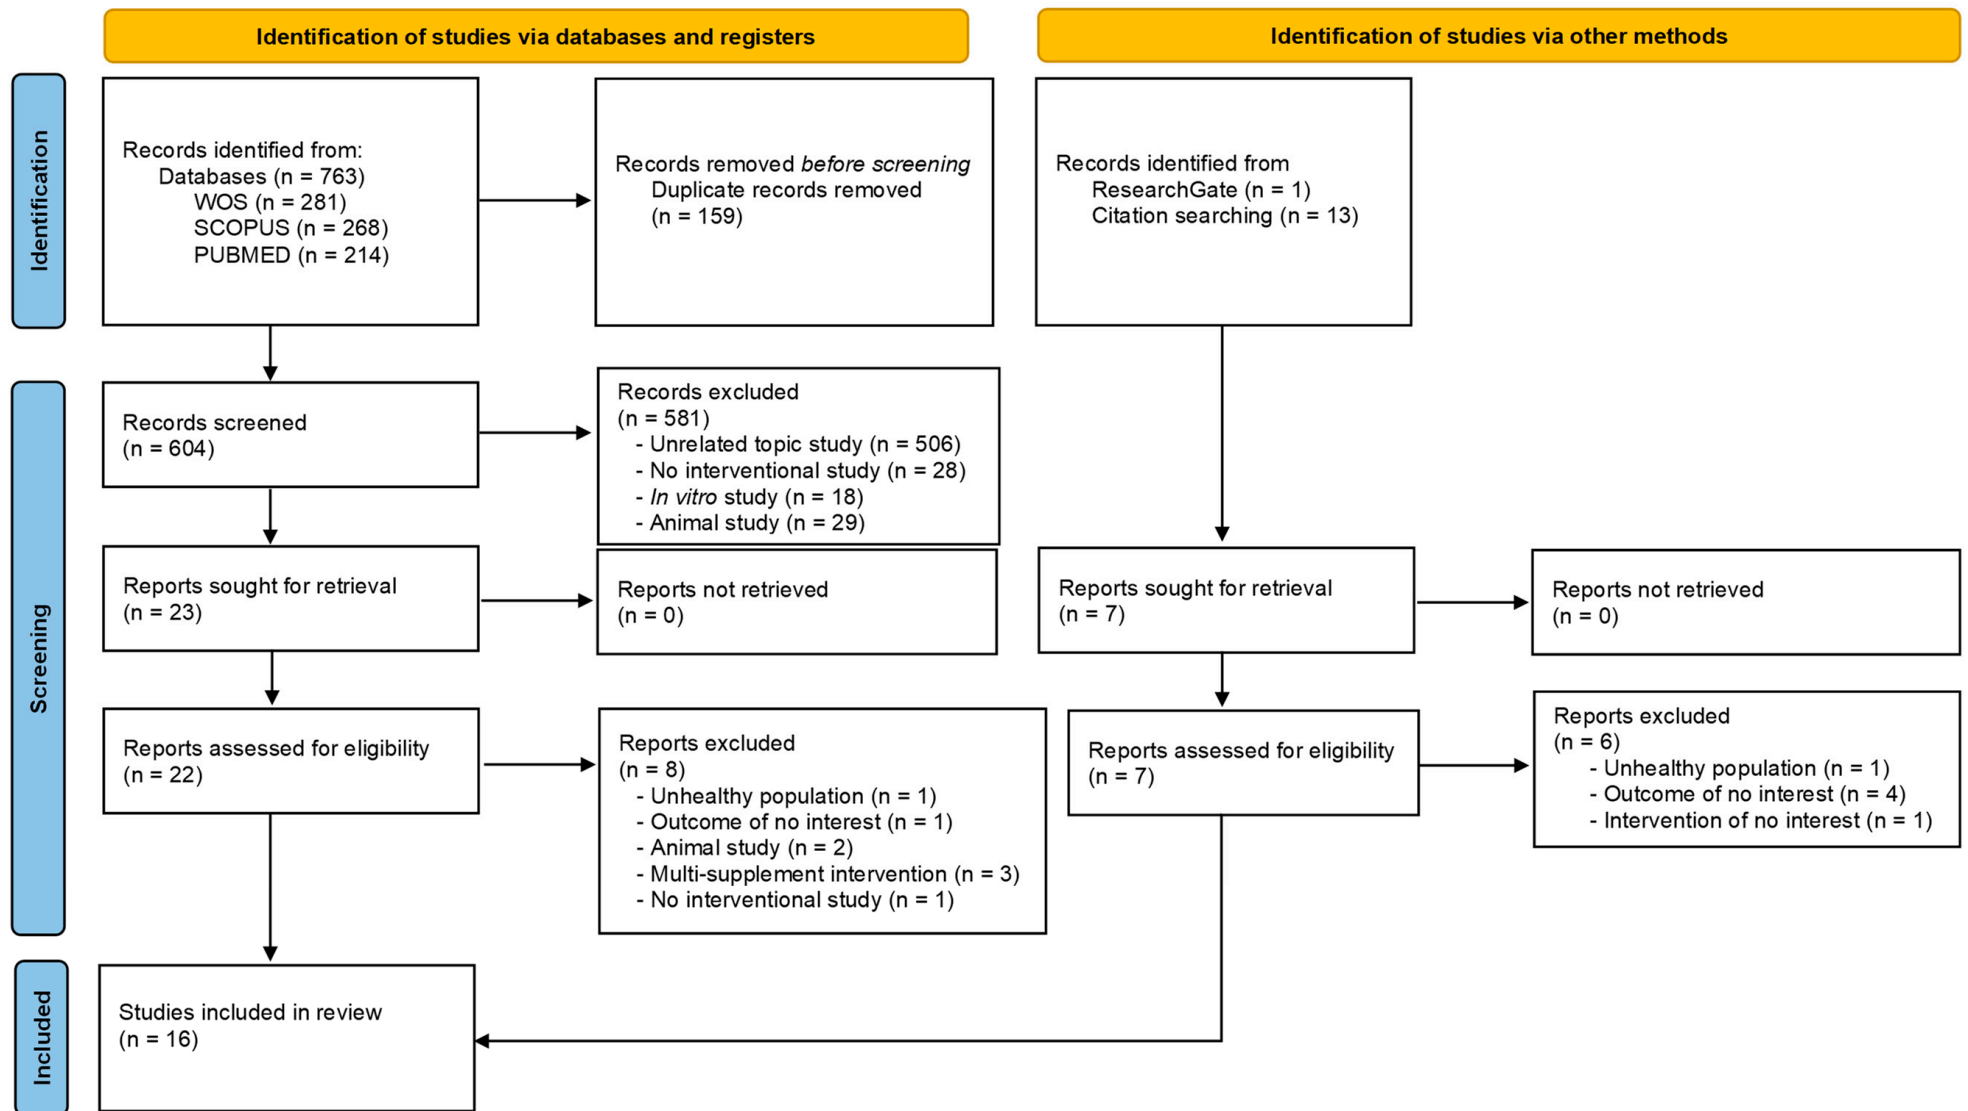 Identification of studies via databases and registers
Identification of studies via other methods
Identification
Records identified from:
Databases (n = 763)
WOS (n = 281)
SCOPUS (n = 268)
PUBMED (n = 214)
Records removed before screening
Duplicate records removed
(n = 159)
Records identified from
ResearchGate (n = 1)
Citation searching (n = 13)
Screening
Records screened
(n = 604)
Records excluded
(n = 581)
- Unrelated topic study (n = 506)
- No interventional study (n = 28)
- In vitro study (n = 18)
- Animal study (n = 29)
Reports sought for retrieval
(n = 23)
Reports not retrieved
(n = 0)
Reports sought for retrieval
(n = 7)
Reports not retrieved
(n = 0)
Reports assessed for eligibility
(n = 22)
Reports excluded
(n = 8)
- Unhealthy population (n = 1)
- Outcome of no interest (n = 1)
- Animal study (n = 2)
- Multi-supplement intervention (n = 3)
- No interventional study (n = 1)
Reports assessed for eligibility
(n = 7)
Reports excluded
(n = 6)
- Unhealthy population (n = 1)
- Outcome of no interest (n = 4)
- Intervention of no interest (n = 1)
Included
Studies included in review
(n = 16)